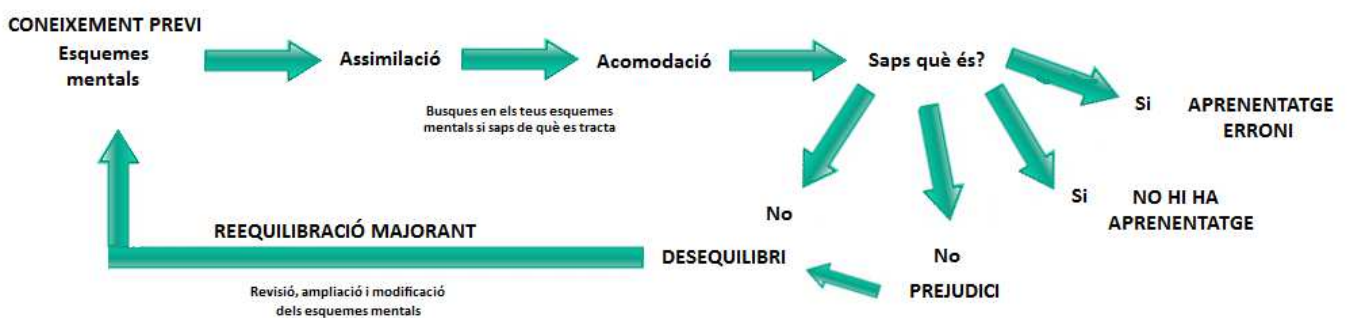 CONEIXEMENT PREVI
Esquemes
mentals
Assimilació
Acomodació
Saps què és?
Busques en els teus esquemes
mentals si saps de què es tracta
Si APRENENTATGE
ERRONI
Si NO HI HA
APRENENTATGE
No
No
PREJUDICI
DESEQUILIBRI
REEQUILIBRACIÓ MAJORANT
Revisió, ampliació i modificació
dels esquemes mentals